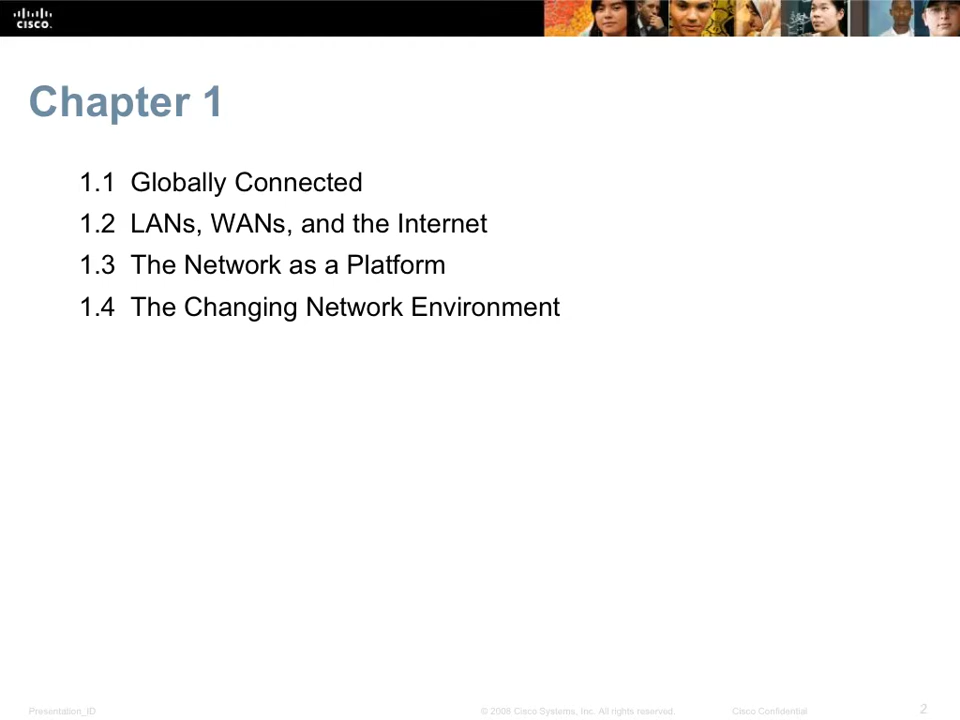 CISCO.
Chapter 1
1.1 Globally Connected
1.2 LANs, WANs, and the Internet
1.3 The Network as a Platform
1.4 The Changing Network Environment
Presentation_ID © 2008 Cisco Systems, Inc. All rights reserved. Cisco Confidential 2